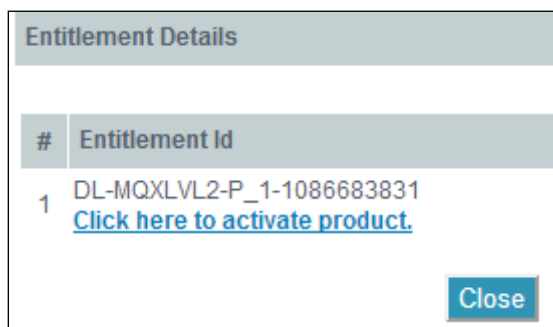 Entitlement Details
# Entitlement Id
1 DL-MQXLVL2-P_1-1086683831
Click here to activate product.
Close